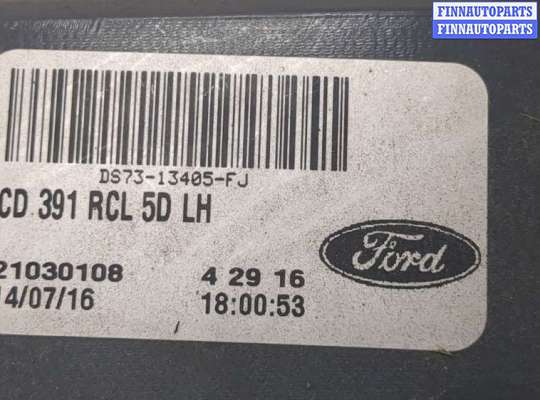 FINNAUTOPARTS
FINNAUTOPARTS
DS73-13405-FJ
CD 391 RCL 5D LH
Ford
21030108 4 29 16
14/07/16 18:00:53